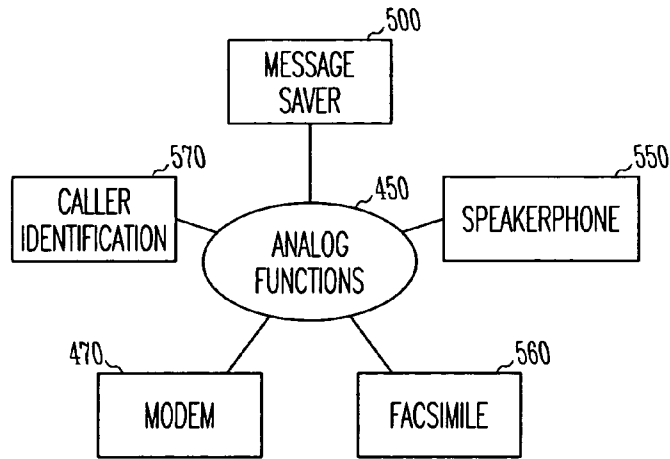 500
MESSAGE
SAVER
570
CALLER
IDENTIFICATION
450
ANALOG
FUNCTIONS
550
SPEAKERPHONE
470
MODEM
560
FACSIMILE